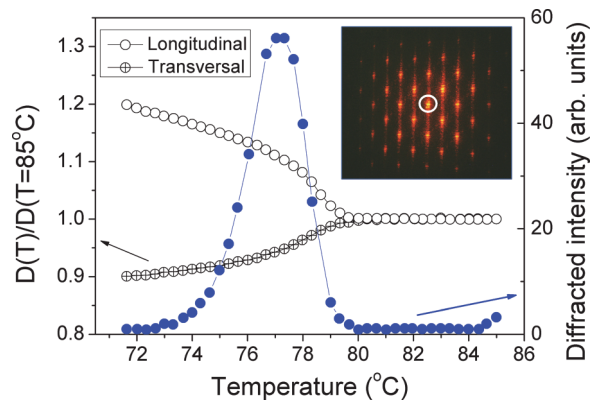 Longitudinal
Transversal
D(T)/D(T=85°C)
1.3
1.2
1.1
1.0
0.9
0.8
60
40
20
0
Diffracted intensity (arb. units)
72 74 76 78 80 82 84 86
Temperature (°C)